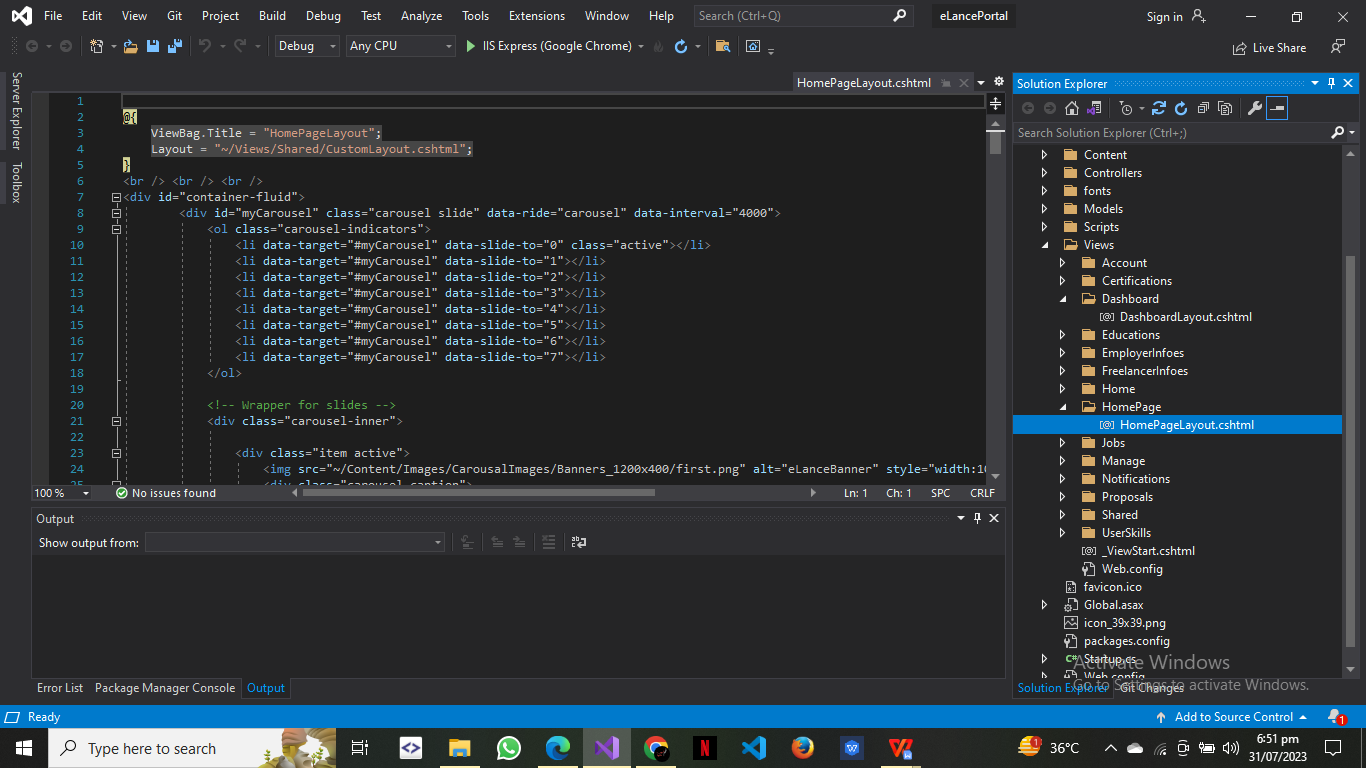 File Edit View Git Project Build Debug Test Analyze Tools Extensions Window Help Search (Ctrl+Q) eLancePortal Sign in
Debug Any CPU IIS Express (Google Chrome) Live Share
Server Explorer
Toolbox
HomePageLayout.cshtml
1
2 @{
3 ViewBag.Title = "HomePageLayout";
4 Layout = "~/Views/Shared/CustomLayout.cshtml";
5 }
6 <br /> <br /> <br />
7 <div id="container-fluid">
8 <div id="myCarousel" class="carousel slide" data-ride="carousel" data-interval="4000">
9 <ol class="carousel-indicators">
10 <li data-target="#myCarousel" data-slide-to="0" class="active"></li>
11 <li data-target="#myCarousel" data-slide-to="1"></li>
12 <li data-target="#myCarousel" data-slide-to="2"></li>
13 <li data-target="#myCarousel" data-slide-to="3"></li>
14 <li data-target="#myCarousel" data-slide-to="4"></li>
15 <li data-target="#myCarousel" data-slide-to="5"></li>
16 <li data-target="#myCarousel" data-slide-to="6"></li>
17 <li data-target="#myCarousel" data-slide-to="7"></li>
18 </ol>
19
20 <!-- Wrapper for slides -->
21 <div class="carousel-inner">
22
23 <div class="item active">
24 <img src="~/Content/Images/CarousalImages/Banners_1200x400/first.png" alt="eLanceBanner" style="width:10
25 <div class="carousel-caption">
100 % No issues found Ln: 1 Ch: 1 SPC CRLF
Output
Show output from:
Error List Package Manager Console Output
Solution Explorer
Search Solution Explorer (Ctrl+;)
Content
Controllers
fonts
Models
Scripts
Views
Account
Certifications
Dashboard
DashboardLayout.cshtml
Educations
EmployerInfoes
FreelancerInfoes
Home
HomePage
HomePageLayout.cshtml
Jobs
Manage
Notifications
Proposals
Shared
UserSkills
_ViewStart.cshtml
Web.config
favicon.ico
Global.asax
icon_39x39.png
packages.config
C# Startup.cs
Web.config
Activate Windows
Go to Settings to activate Windows.
Solution Explorer Git Changes
Ready Add to Source Control 1
Type here to search 1 36°C 6:51 pm
31/07/2023